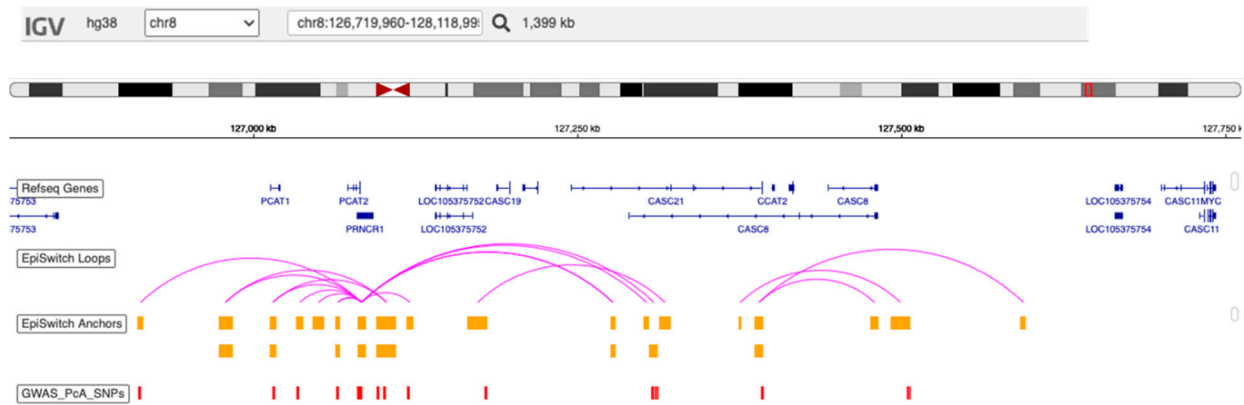 IGV hg38 chr8 chr8:126,719,960-128,118,99 1,399 kb
127,000 kb 127,250 kb 127,500 kb 127,750 k
Refseq Genes
75753 PCAT1 PCAT2 LOC105375752 CASC19 CASC21 CCAT2 CASC8 LOC105375754 CASC11 MYC
75753 PRNCR1 LOC105375752 CASC8 LOC105375754 CASC11
EpiSwitch Loops
EpiSwitch Anchors
GWAS_PcA_SNPs